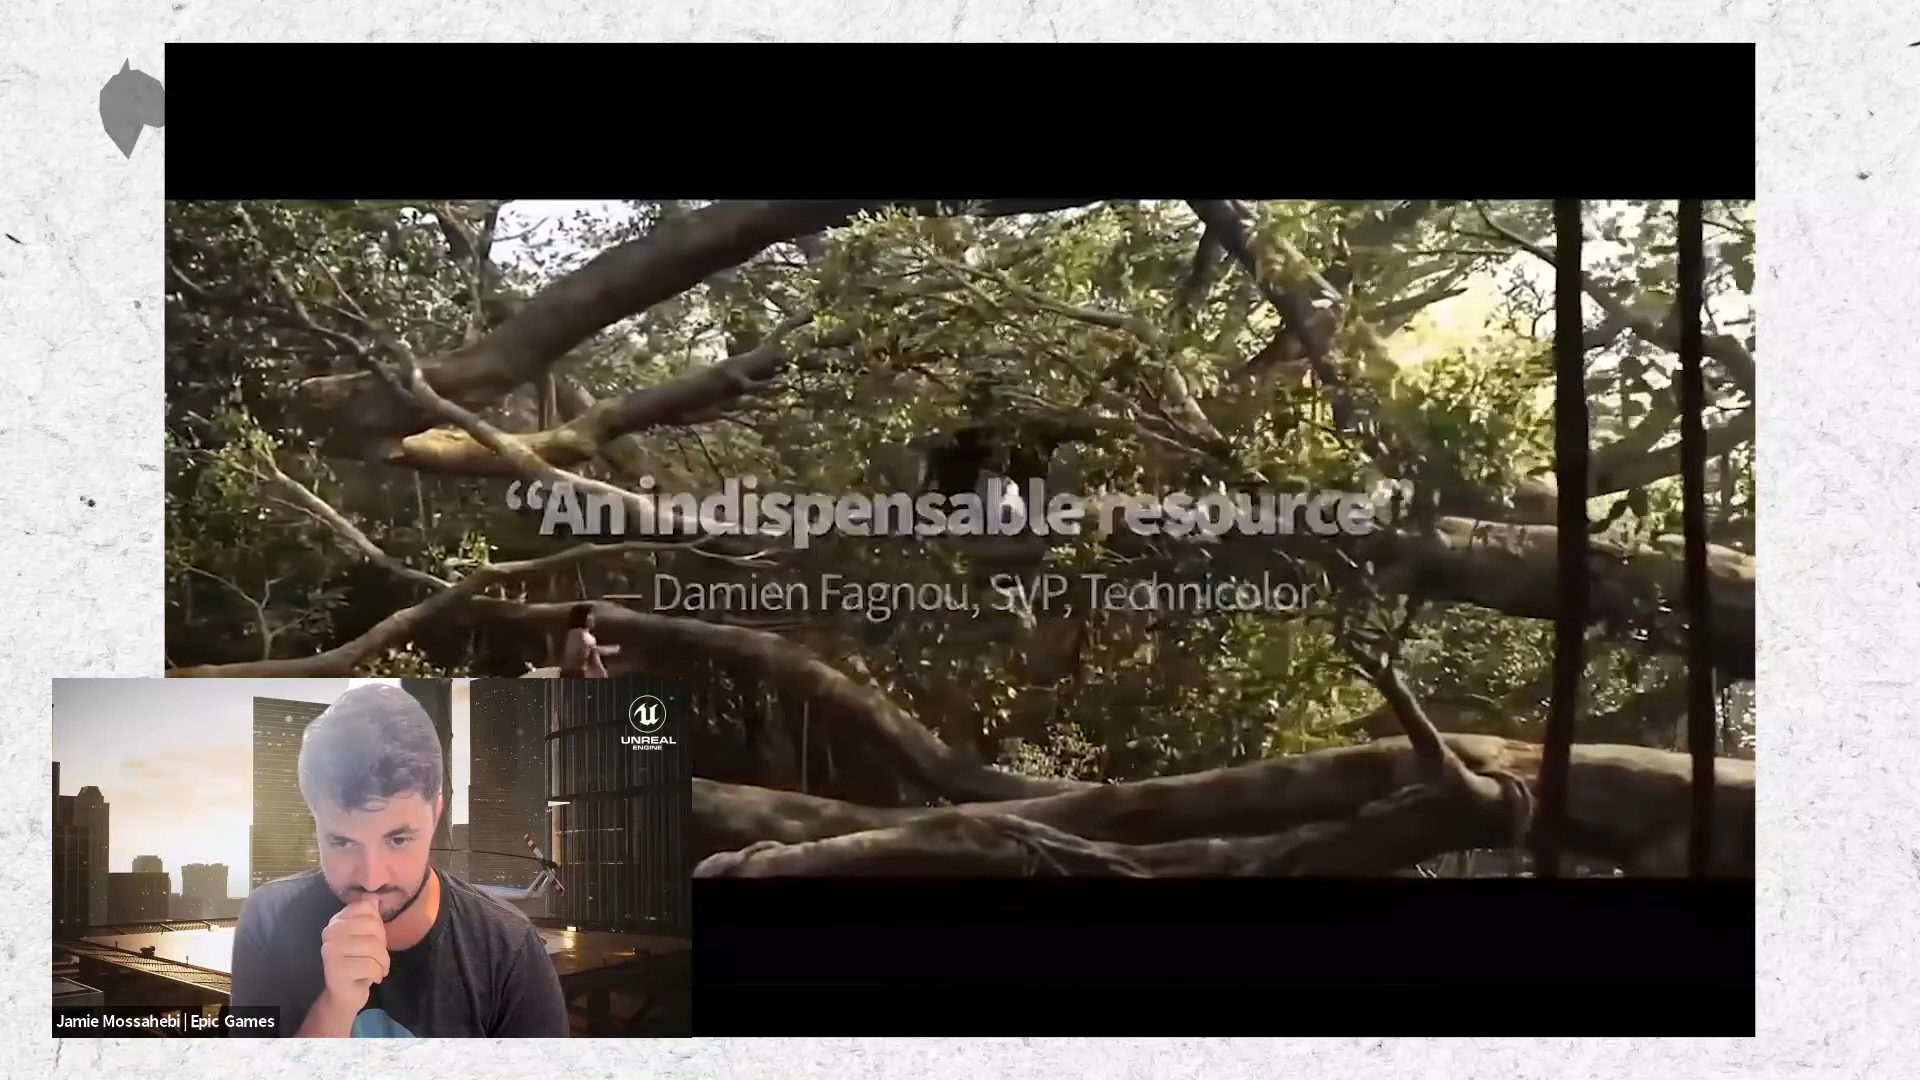 “An indispensable resource”
— Damien Fagnou, SVP, Technicolor
UNREAL
ENGINE
Jamie Mossahebi | Epic Games